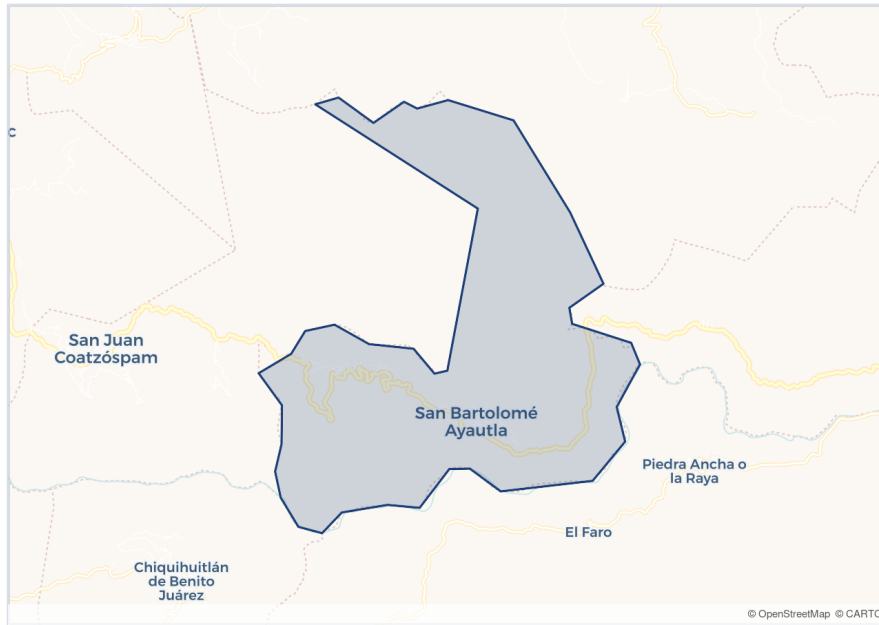 c
San Juan
Coatzóspam
San Bartolomé
Ayautla
Piedra Ancha o
la Raya
El Faro
Chiquihuitlán
de Benito
Juárez
© OpenStreetMap © CARTO